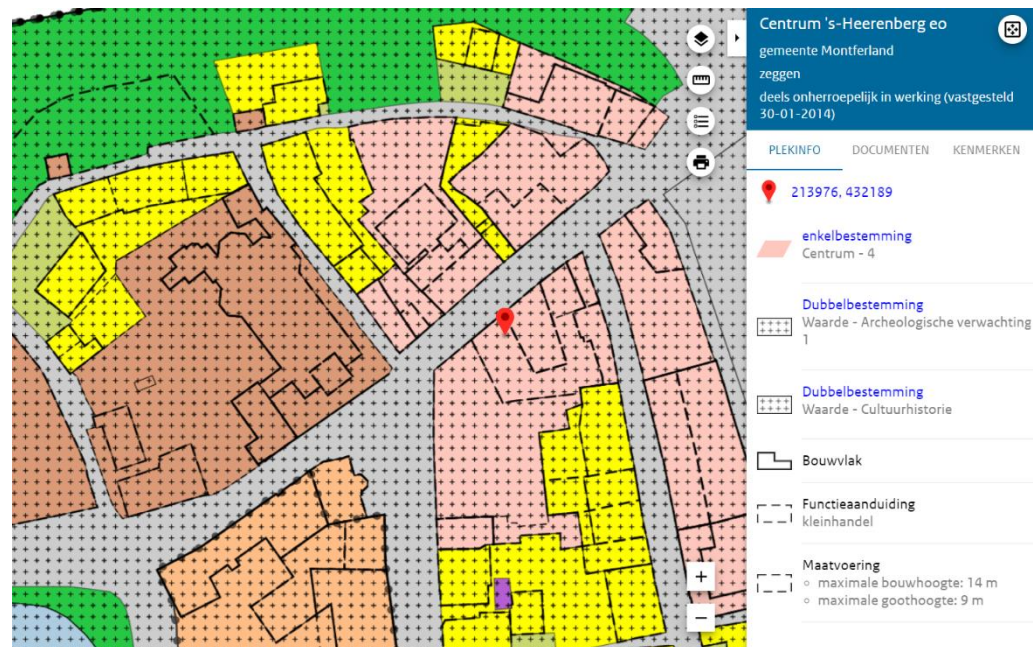 Centrum 's-Heerenberg eo
gemeente Montferland
zeggen
deels onherroepelijk in werking (vastgesteld
30-01-2014)
PLEKINFO DOCUMENTEN KENMERKEN
213976, 432189
enkelbestemming
Centrum - 4
Dubbelbestemming
Waarde - Archeologische verwachting
1
Dubbelbestemming
Waarde - Cultuurhistorie
Bouwvlak
Functieaanduiding
kleinhandel
Maatvoering
maximale bouwhoogte: 14 m
maximale goothoogte: 9 m